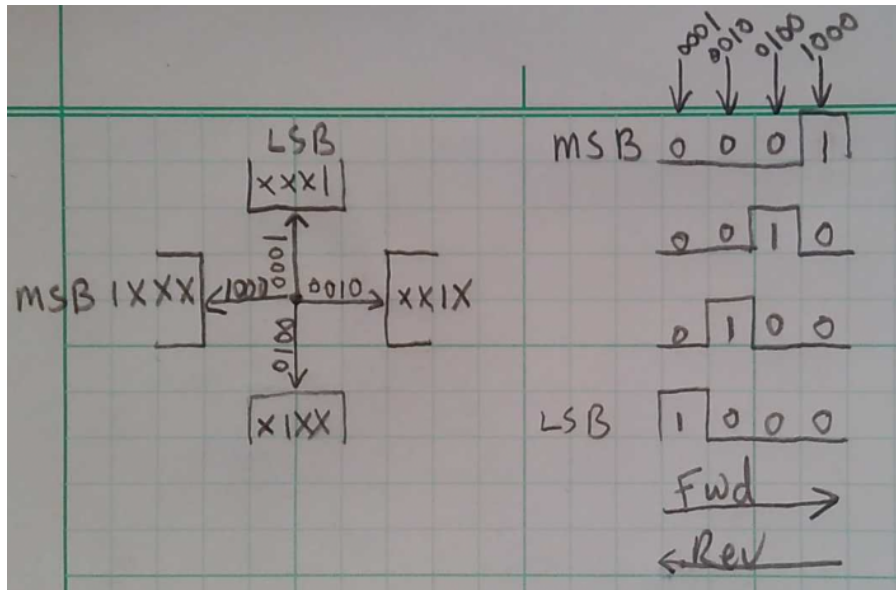 0001 0010 0100 1000
MSB 0 0 0 1
0 0 1 0
0 1 0 0
LSB 1 0 0 0
Fwd
Rev
LSB
XXX1
0001
MSB 1XXX 1000 0010 XX1X
0100
X1XX